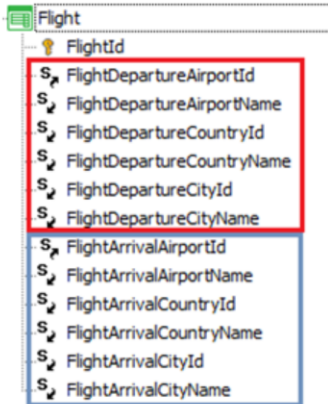 Flight
FlightId
FlightDepartureAirportId
FlightDepartureAirportName
FlightDepartureCountryId
FlightDepartureCountryName
FlightDepartureCityId
FlightDepartureCityName
FlightArrivalAirportId
FlightArrivalAirportName
FlightArrivalCountryId
FlightArrivalCountryName
FlightArrivalCityId
FlightArrivalCityName